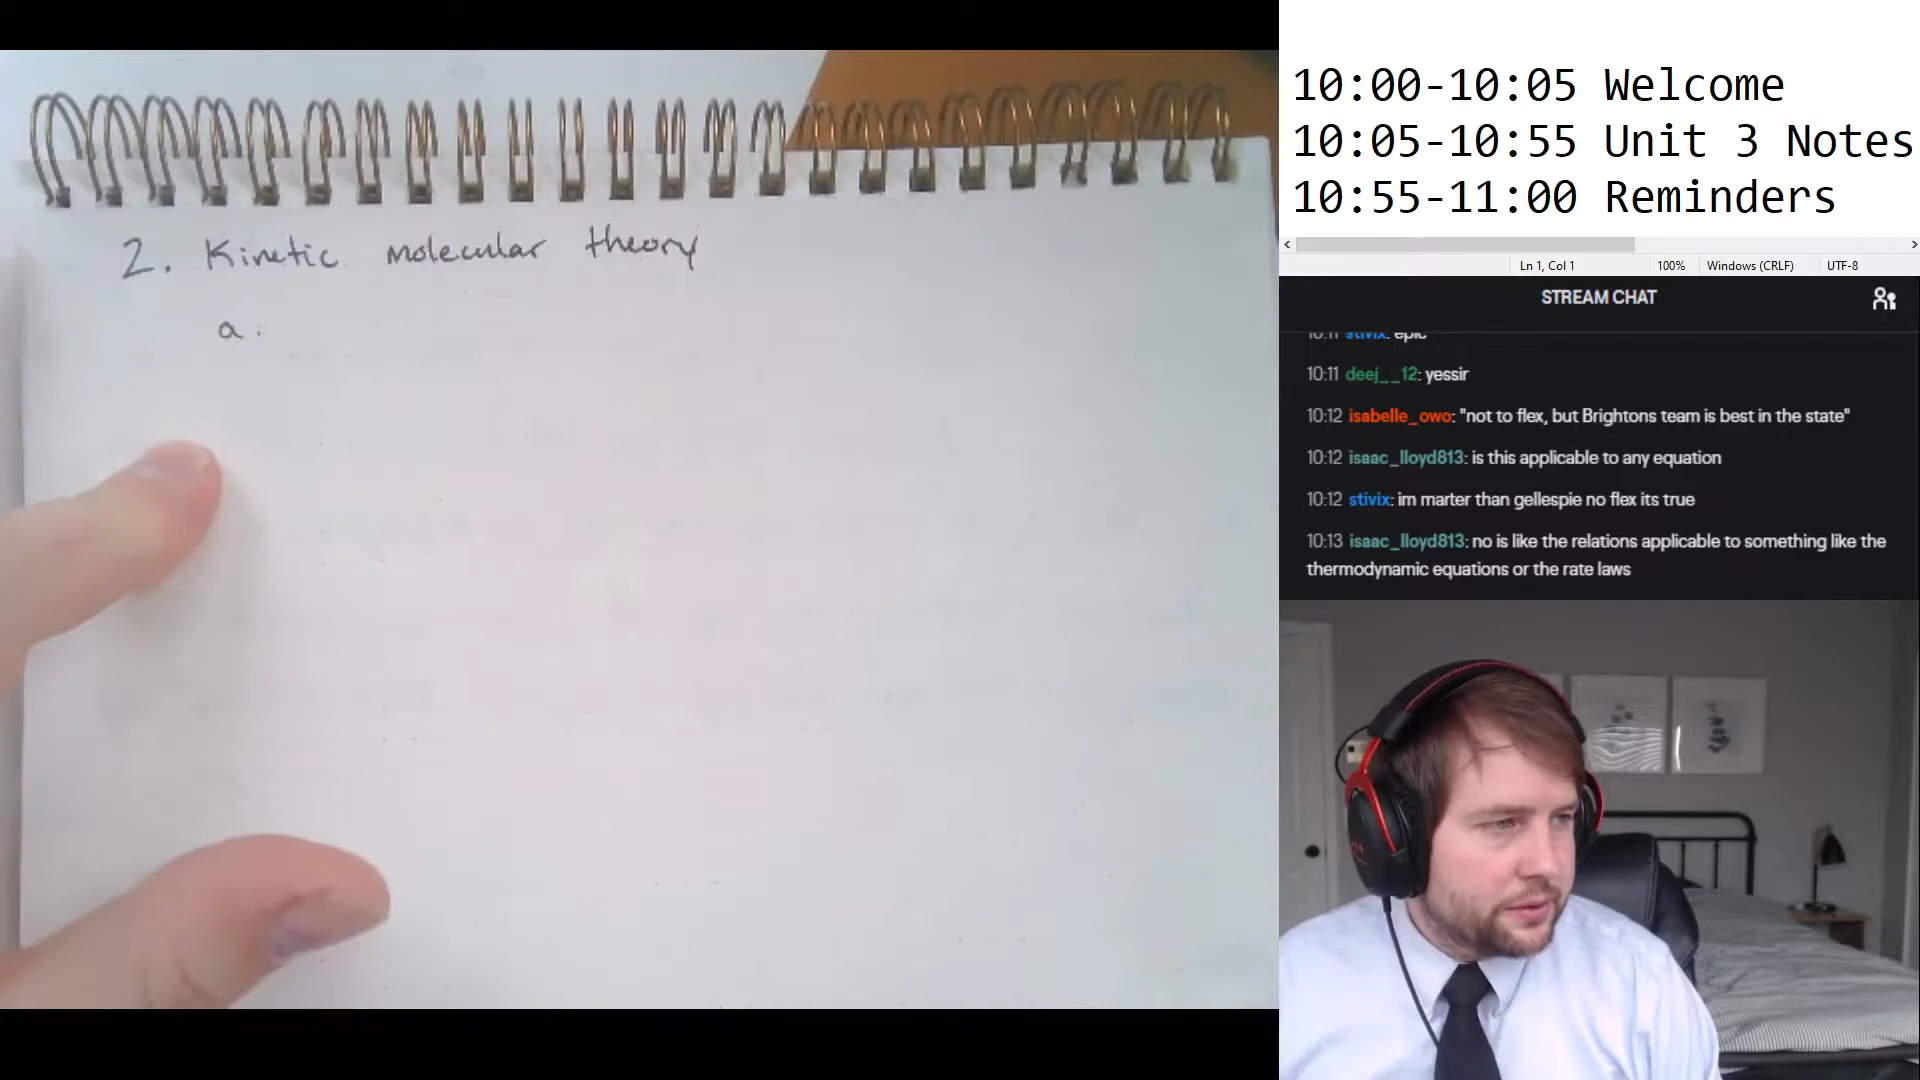 2. Kinetic molecular theory
a.
10:00-10:05 Welcome
10:05-10:55 Unit 3 Notes
10:55-11:00 Reminders
Ln 1, Col 1 100% Windows (CRLF) UTF-8
STREAM CHAT
10:11 stivix: epic
10:11 deej__12: yessir
10:12 isabelle_owo: "not to flex, but Brightons team is best in the state"
10:12 isaac_lloyd813: is this applicable to any equation
10:12 stivix: im marter than gellespie no flex its true
10:13 isaac_lloyd813: no is like the relations applicable to something like the
thermodynamic equations or the rate laws